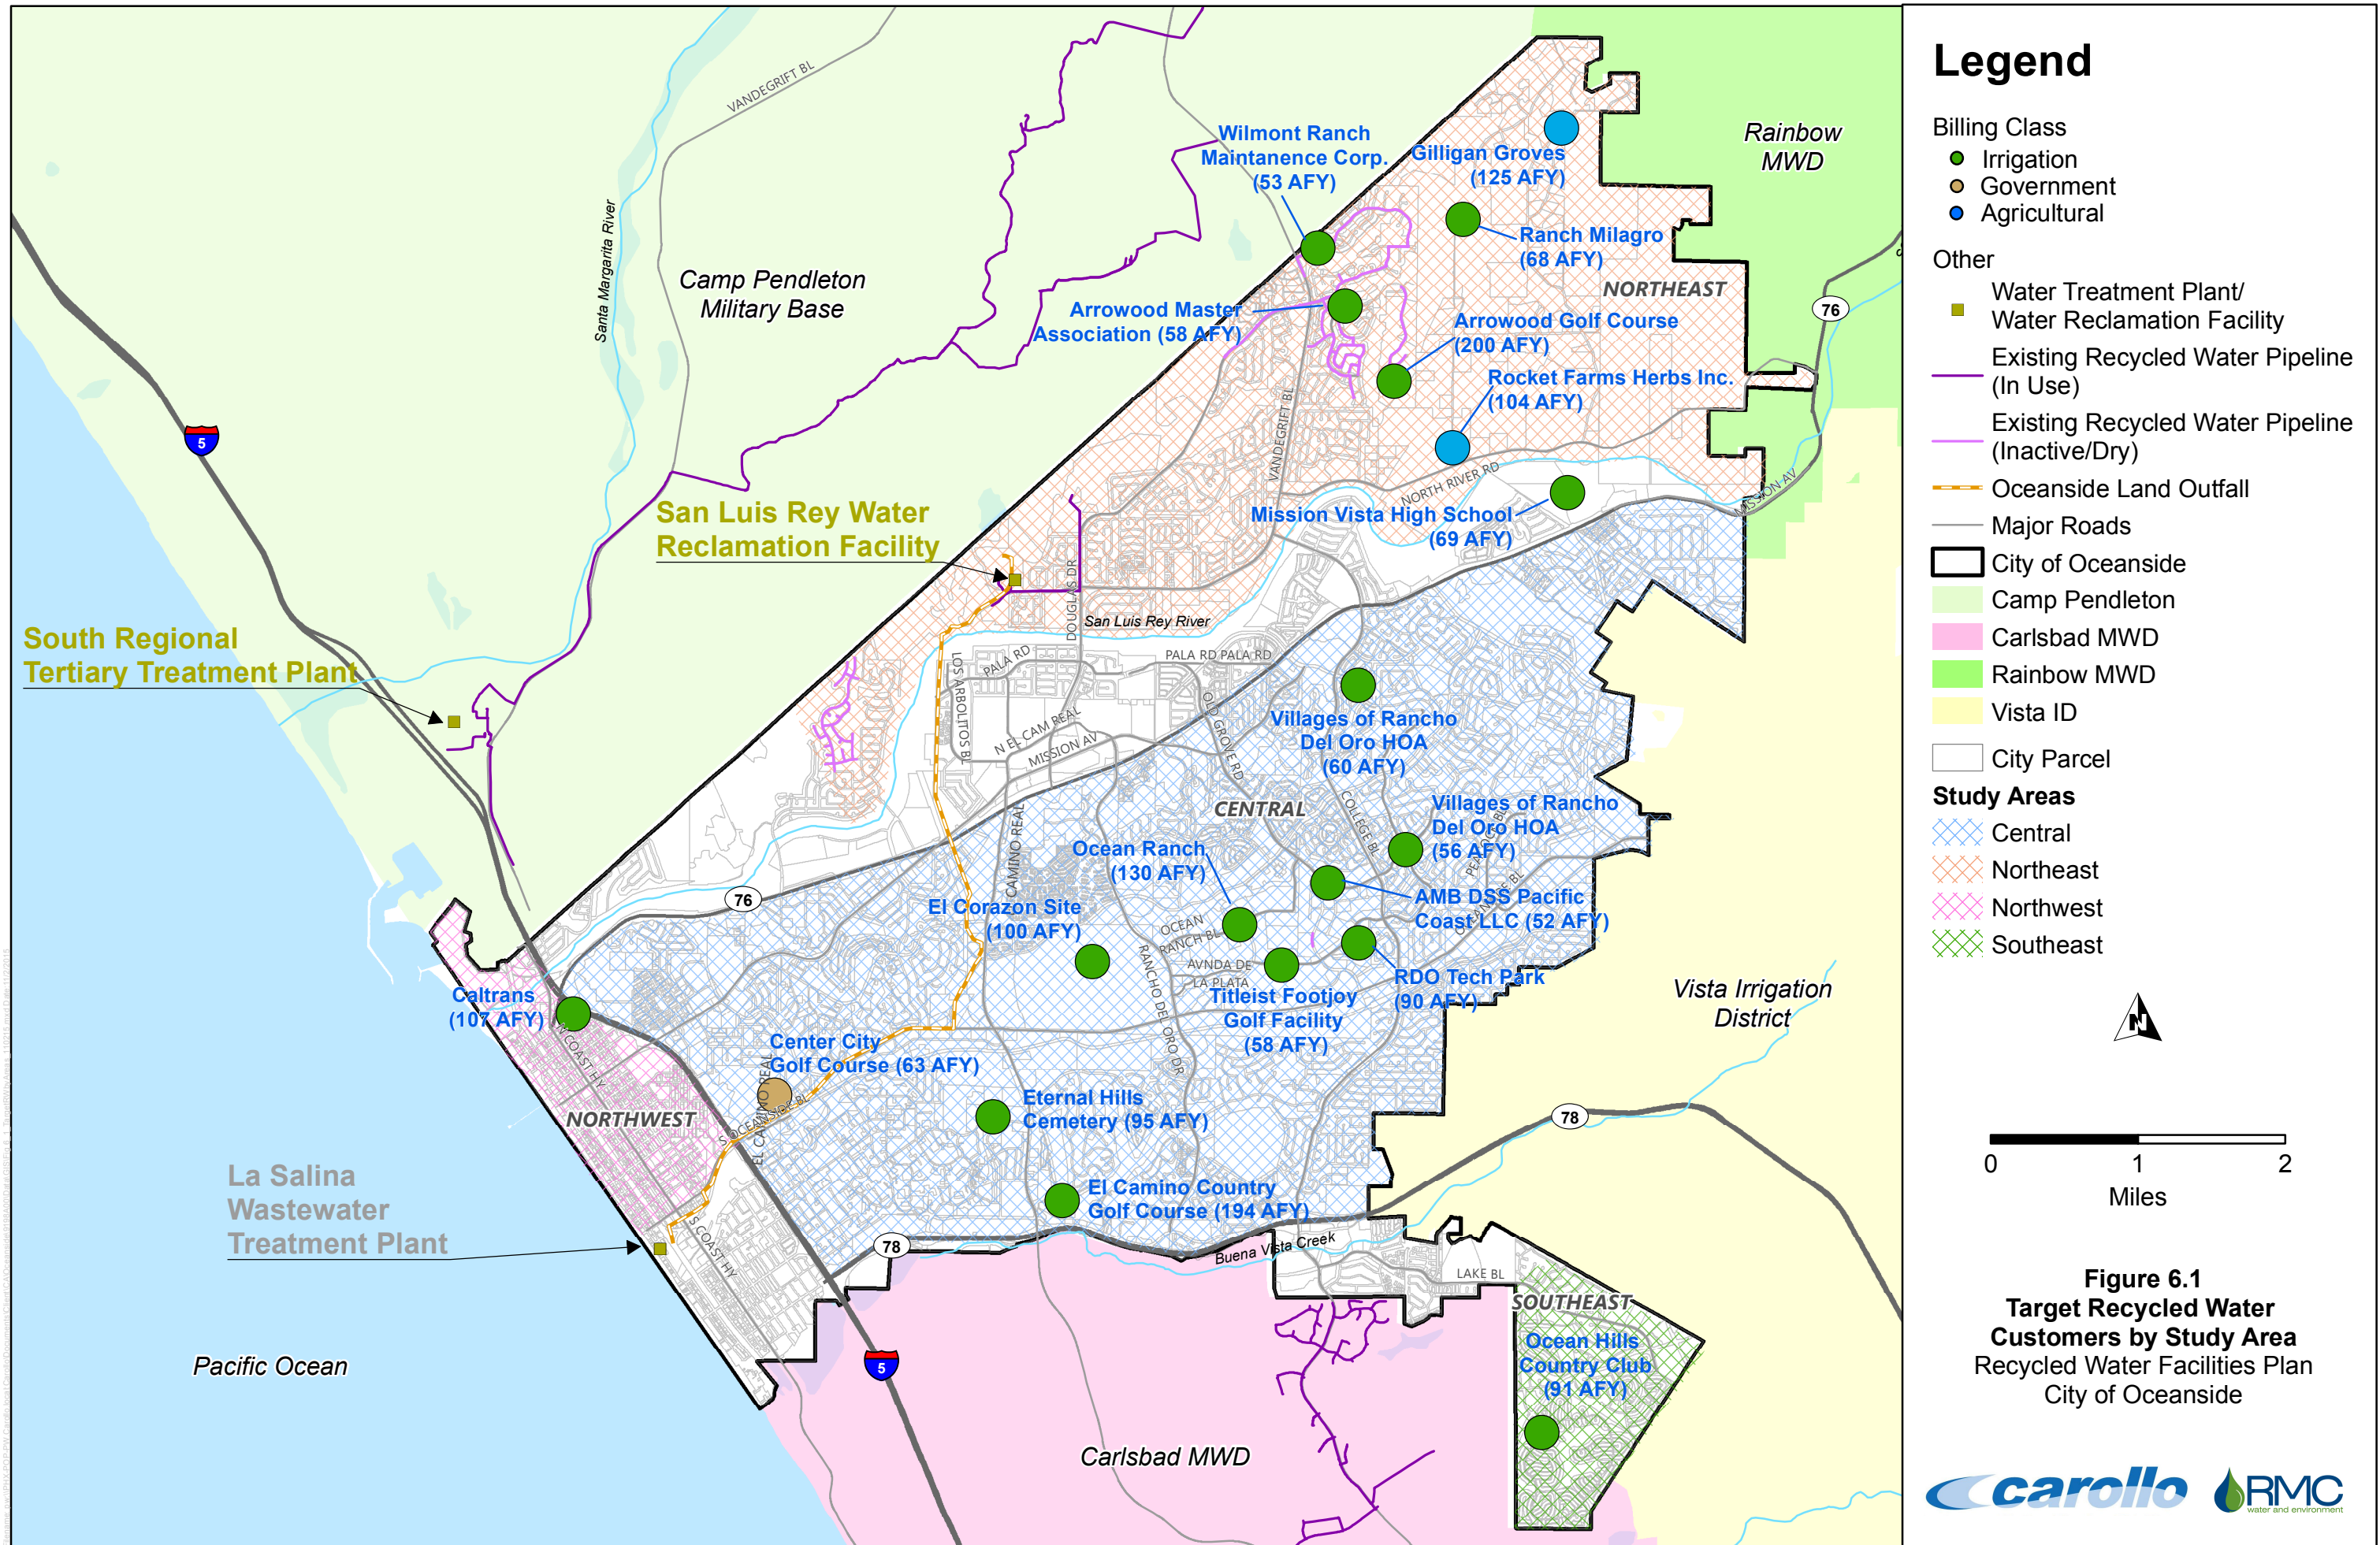 VANDEGRIFT BL
Santa Margarita River
Camp Pendleton
Military Base
Wilmont Ranch
Maintanence Corp.
(53 AFY)
Gilligan Groves
(125 AFY)
Rainbow
MWD
Ranch Milagro
(68 AFY)
NORTHEAST
76
Arrowood Master
Association (58 AFY)
Arrowood Golf Course
(200 AFY)
Rocket Farms Herbs Inc.
(104 AFY)
VANDEGRIFT BL
NORTH RIVER RD
MISSION AV
Mission Vista High School
(69 AFY)
5
San Luis Rey Water
Reclamation Facility
DOUGLAS DR
San Luis Rey River
South Regional
Tertiary Treatment Plant
LOS ARBOLITOS BL
PALA RD
PALA RD PALA RD
N EL CAM REAL
MISSION AV
OLD GROVE RD
Villages of Rancho
Del Oro HOA
(60 AFY)
CENTRAL
COLLEGE BL
Villages of Rancho
Del Oro HOA
(56 AFY)
CAMINO REAL
Ocean Ranch
(130 AFY)
AMB DSS Pacific
Coast LLC (52 AFY)
76
El Corazon Site
(100 AFY)
OCEAN
RANCH BL
RANCHO DEL ORO DR
AVNDA DE
LA PLATA
Titleist Footjoy
Golf Facility
(58 AFY)
RDO Tech Park
(90 AFY)
Vista Irrigation
District
Caltrans
(107 AFY)
N COAST HY
Center City
Golf Course (63 AFY)
EL CAMINO REAL
NORTHWEST
Eternal Hills
Cemetery (95 AFY)
78
La Salina
Wastewater
Treatment Plant
S COAST HY
El Camino Country
Golf Course (194 AFY)
78
Buena Vista Creek
LAKE BL
SOUTHEAST
Ocean Hills
Country Club
(91 AFY)
Pacific Ocean
5
Carlsbad MWD
Legend
Billing Class
Irrigation
Government
Agricultural
Other
Water Treatment Plant/
Water Reclamation Facility
Existing Recycled Water Pipeline
(In Use)
Existing Recycled Water Pipeline
(Inactive/Dry)
Oceanside Land Outfall
Major Roads
City of Oceanside
Camp Pendleton
Carlsbad MWD
Rainbow MWD
Vista ID
City Parcel
Study Areas
Central
Northeast
Northwest
Southeast
N
0 1 2
Miles
Figure 6.1
Target Recycled Water
Customers by Study Area
Recycled Water Facilities Plan
City of Oceanside
carollo
RMC
water and environment